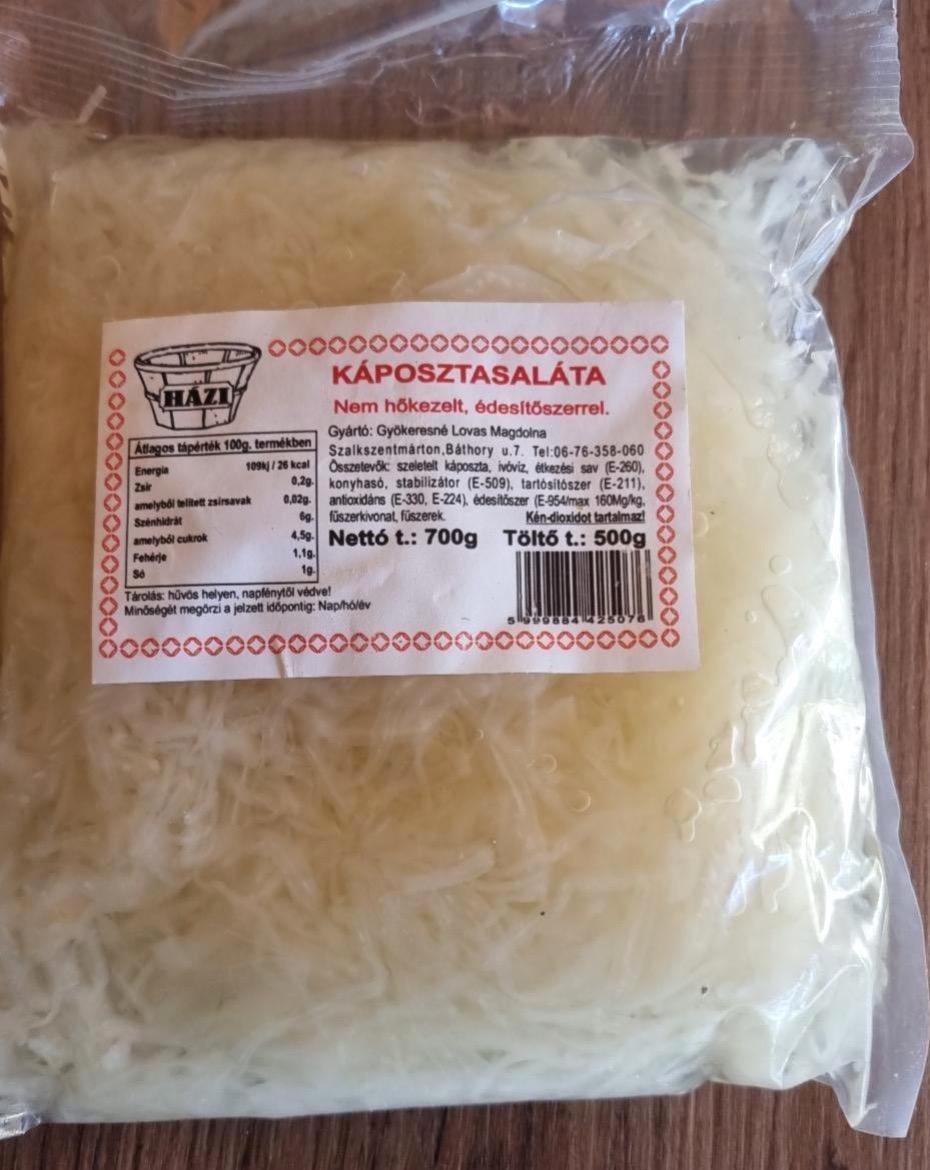 HÁZI
KÁPOSZTASALÁTA
Nem hőkezelt, édesítőszerrel.
Gyártó: Gyökeresné Lovas Magdolna
Szalkszentmárton,Báthory u.7. Tel:06-76-358-060
Összetevők: szeletelt káposzta, ivóvíz, étkezési sav (E-260),
konyhasó, stabilizátor (E-509), tartósítószer (E-211),
antioxidáns (E-330, E-224), édesítőszer (E-954/max 160Mg/kg,
fűszerkivonat, fűszerek. Kén-dioxidot tartalmaz!
Nettó t.: 700g Töltő t.: 500g
5 999884 425076
Átlagos tápérték 100g. termékben
Energia 109kj / 26 kcal
Zsír 0,2g.
amelyből telített zsírsavak 0,02g.
Szénhidrát 6g.
amelyből cukrok 4,5g.
Fehérje 1,1g.
Só 1g.
Tárolás: hűvös helyen, napfénytől védve!
Minőségét megőrzi a jelzett időpontig: Nap/hó/év